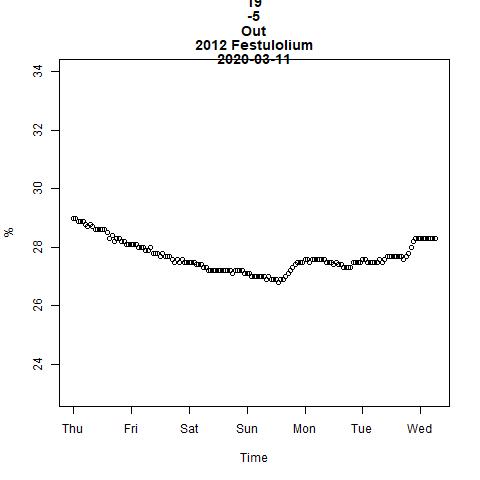 19
-5
Out
2012 Festulolium
2020-03-11
34
32
30
28
26
24
%
Thu Fri Sat Sun Mon Tue Wed
Time